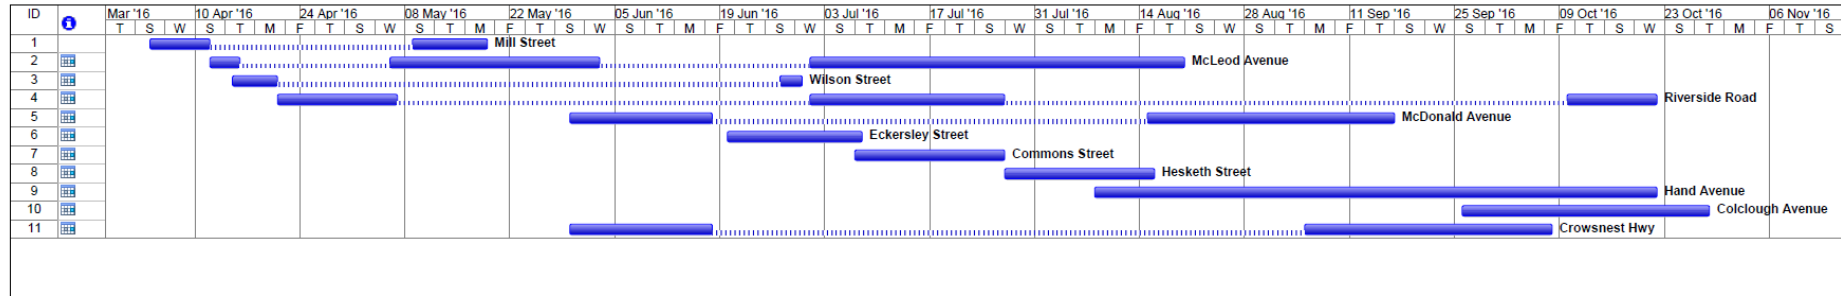 ID Mar '16 10 Apr '16 24 Apr '16 08 May '16 22 May '16 05 Jun '16 19 Jun '16 03 Jul '16 17 Jul '16 31 Jul '16 14 Aug '16 28 Aug '16 11 Sep '16 25 Sep '16 09 Oct '16 23 Oct '16 06 Nov '16
T S W S T M F T S W S T M F T S W S T M F T S W S T M F T S W S T M F T S W S T M F T S W S T M F T S W S T M F T S
1 Mill Street
2 McLeod Avenue
3 Wilson Street
4 Riverside Road
5 McDonald Avenue
6 Eckersley Street
7 Commons Street
8 Hesketh Street
9 Hand Avenue
10 Colclough Avenue
11 Crowsnest Hwy